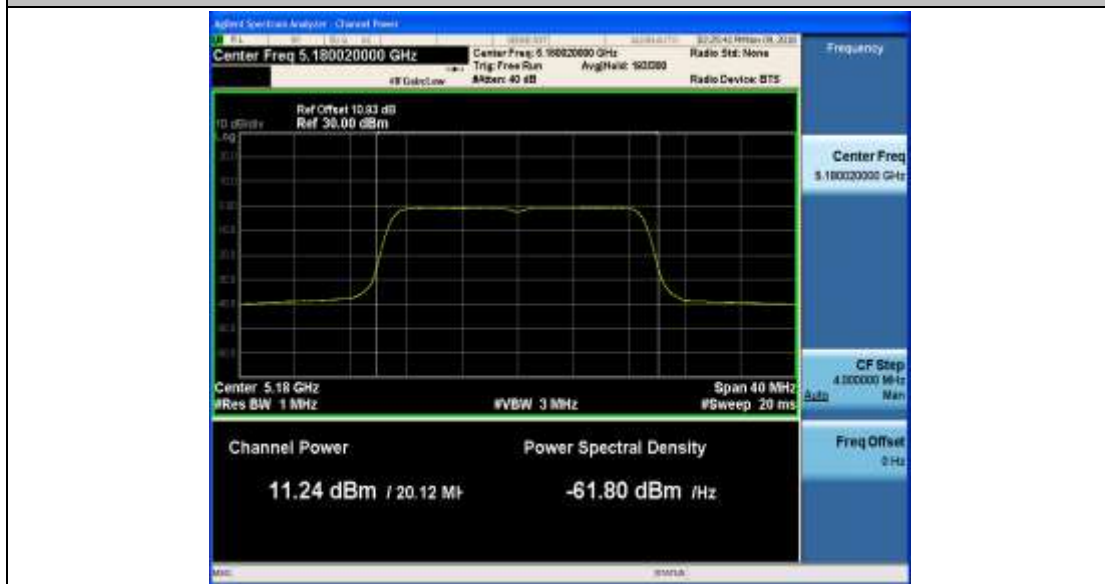 Agilent Spectrum Analyzer - Channel Power
Center Freq 5.180020000 GHz
Center Freq: 5.180020000 GHz
Radio Std: None
Trig: Free Run
Avg|Hold:
#IFGain:Low
#Atten: 40 dB
Radio Device: BTS
Frequency
Ref Offset 10.93 dB
10 dB/div
Ref 30.00 dBm
Log
Center Freq
5.180020000 GHz
Center 5.18 GHz
Span 40 MHz
#Res BW 1 MHz
#VBW 3 MHz
#Sweep 20 ms
CF Step
4.000000 MHz
Auto
Man
Channel Power
Power Spectral Density
11.24 dBm / 20.12 MH
-61.80 dBm /Hz
Freq Offset
0 Hz
MSG
STATUS